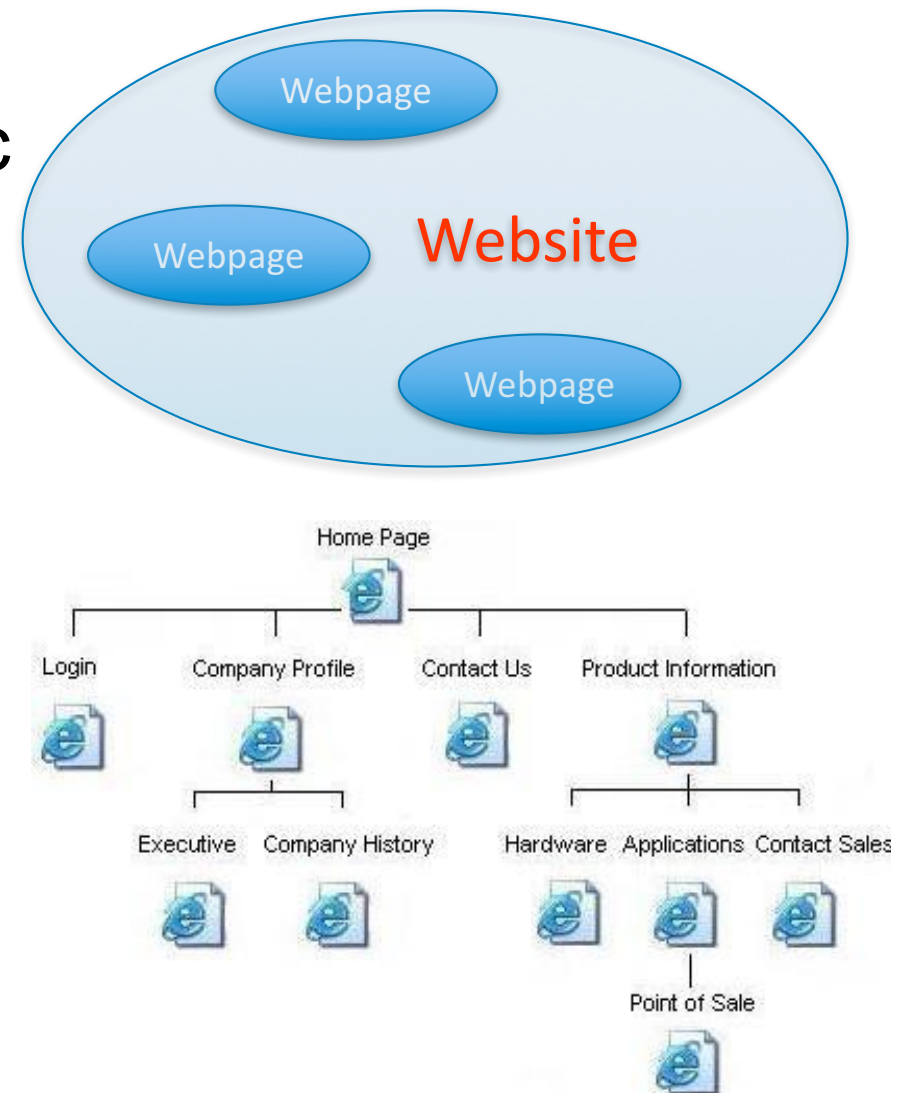 Webpage
c
Webpage
Website
Webpage
Home Page
Login Company Profile Contact Us Product Information
Executive Company History Hardware Applications Contact Sales
Point of Sale